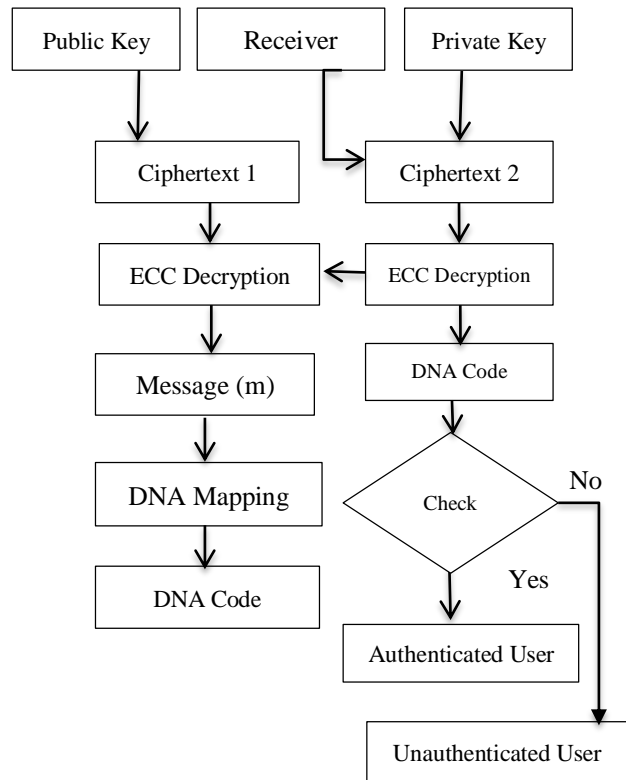 Public Key
Receiver
Private Key
Ciphertext 1
Ciphertext 2
ECC Decryption
ECC Decryption
Message (m)
DNA Code
DNA Mapping
Check
No
DNA Code
Yes
Authenticated User
Unauthenticated User